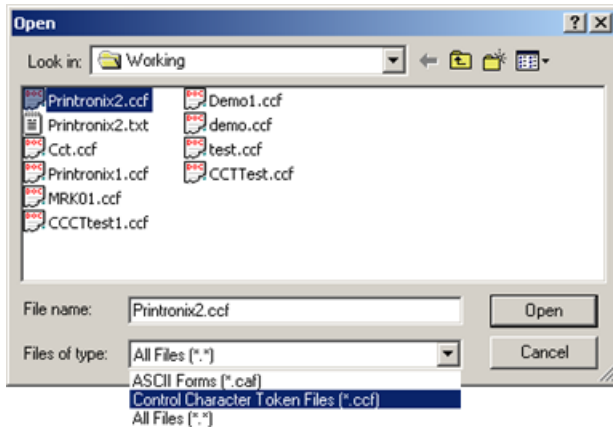 Open
Look in: Working
Printronix2.ccf
Printronix2.txt
Cct.ccf
Printronix1.ccf
MRK01.ccf
CCCTtest1.ccf
Demo1.ccf
demo.ccf
test.ccf
CCTTest.ccf
File name: Printronix2.ccf Open
Files of type: All Files (*.*) Cancel
ASCII Forms (*.caf)
Control Character Token Files (*.ccf)
All Files (*.*)